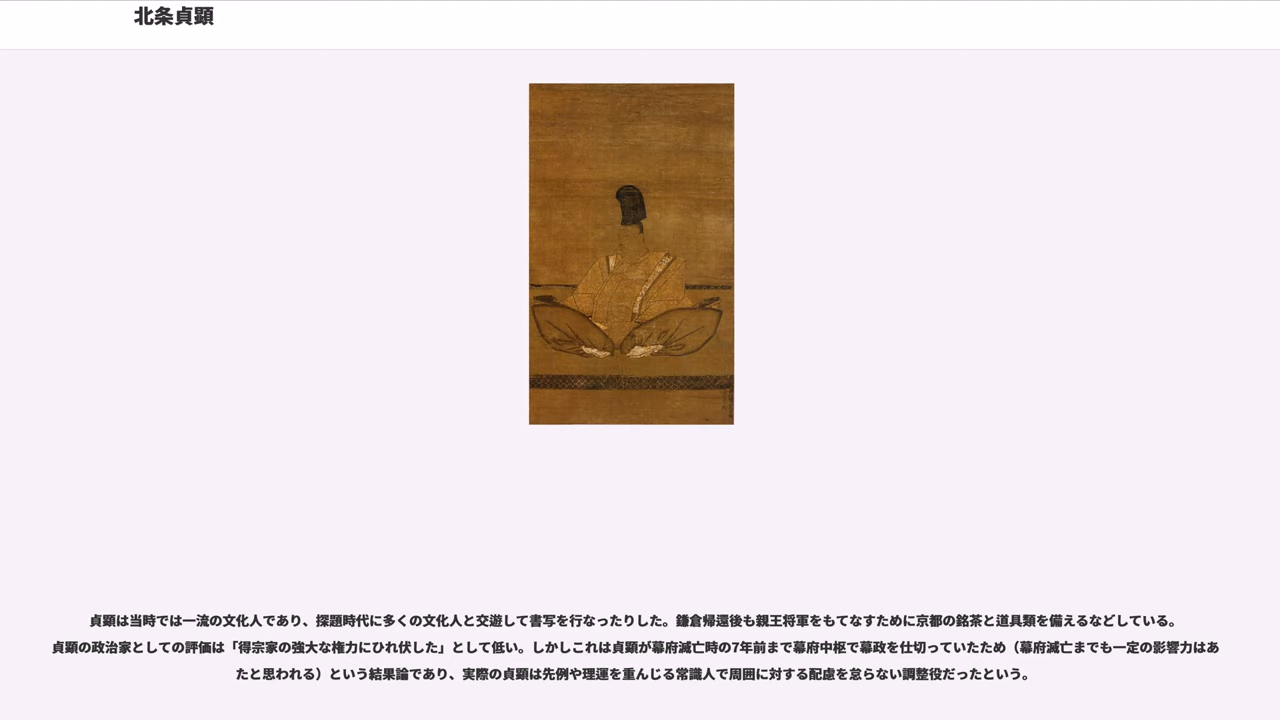 北条貞顕
貞顕は当時では一流の文化人であり、探題時代に多くの文化人と交遊して書写を行なったりした。鎌倉帰還後も親王将軍をもてなすために京都の銘茶と道具類を備えるなどしている。
貞顕の政治家としての評価は「得宗家の強大な権力にひれ伏した」として低い。しかしこれは貞顕が幕府滅亡時の7年前まで幕府中枢で幕政を仕切っていたため（幕府滅亡までも一定の影響力はあ
たと思われる）という結果論であり、実際の貞顕は先例や理運を重んじる常識人で周囲に対する配慮を怠らない調整役だったという。